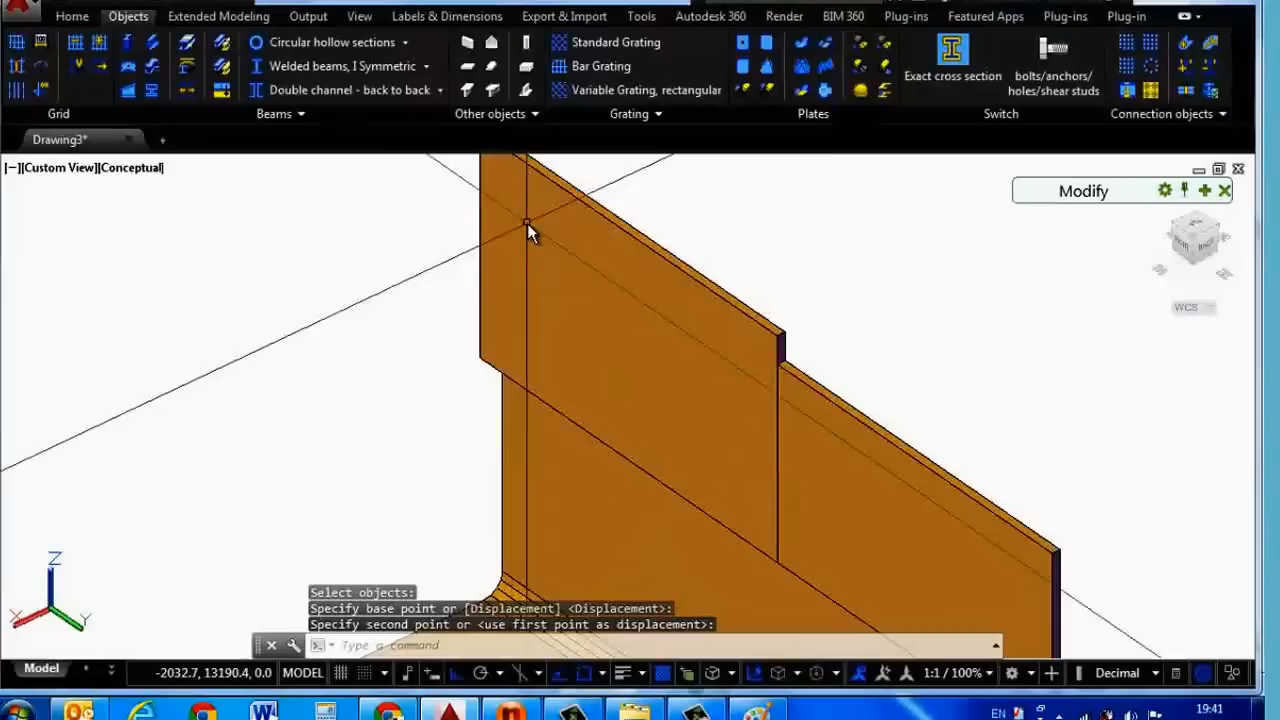 Home Objects Extended Modeling Output View Labels & Dimensions Export & Import Tools Autodesk 360 Render BIM 360 Plug-ins Featured Apps Plug-ins Plug-in
Circular hollow sections
Welded beams, I Symmetric
Double channel - back to back
Standard Grating
Bar Grating
Variable Grating, rectangular
Exact cross section
bolts/anchors/
holes/shear studs
Grid Beams Other objects Grating Plates Switch Connection objects
Drawing3*
[−][Custom View][Conceptual]
Modify
WCS
Z
X
Y
Select objects:
Specify base point or [Displacement] <Displacement>:
Specify second point or <use first point as displacement>:
Type a command
Model
-2032.7, 13190.4, 0.0 MODEL
1:1 / 100%
Decimal
EN
19:41